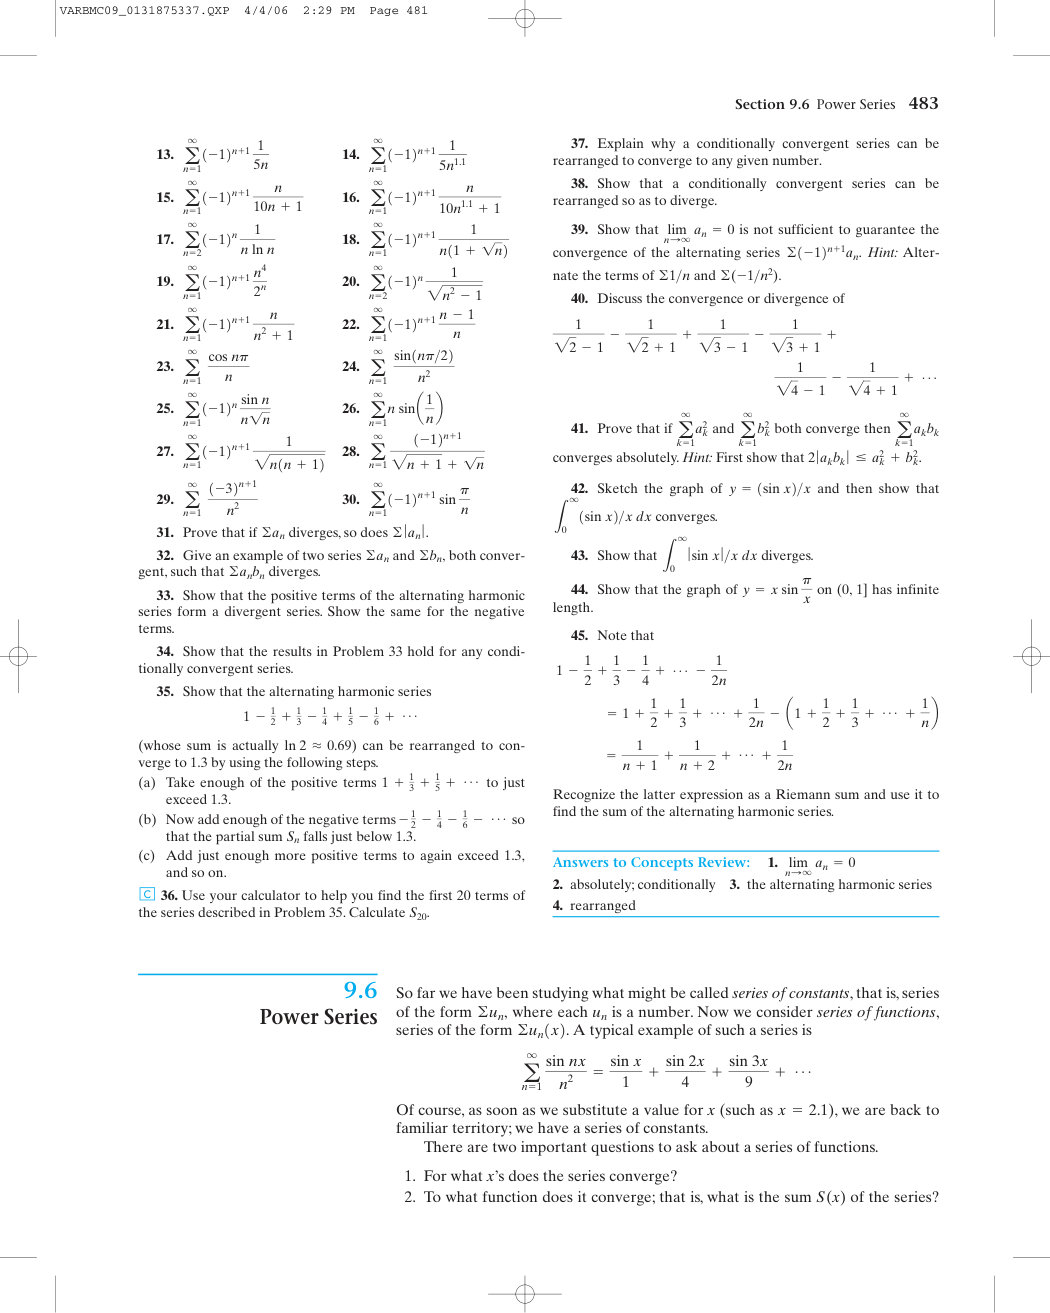 VARBMC09_0131875337.QXP 4/4/06 2:29 PM Page 481
Section 9.6 Power Series 483
13. ∑_{n=1}^{∞} (−1)^{n+1} 1/(5n)
14. ∑_{n=1}^{∞} (−1)^{n+1} 1/(5n^{1.1})
15. ∑_{n=1}^{∞} (−1)^{n+1} n/(10n + 1)
16. ∑_{n=1}^{∞} (−1)^{n+1} n/(10n^{1.1} + 1)
17. ∑_{n=2}^{∞} (−1)^n 1/(n ln n)
18. ∑_{n=1}^{∞} (−1)^{n+1} 1/(n(1 + √n))
19. ∑_{n=1}^{∞} (−1)^{n+1} n^4/2^n
20. ∑_{n=2}^{∞} (−1)^n 1/√(n^2 − 1)
21. ∑_{n=1}^{∞} (−1)^{n+1} n/(n^2 + 1)
22. ∑_{n=1}^{∞} (−1)^{n+1} (n − 1)/n
23. ∑_{n=1}^{∞} (cos nπ)/n
24. ∑_{n=1}^{∞} sin(nπ/2)/n^2
25. ∑_{n=1}^{∞} (−1)^n (sin n)/(n√n)
26. ∑_{n=1}^{∞} n sin(1/n)
27. ∑_{n=1}^{∞} (−1)^{n+1} 1/√(n(n + 1))
28. ∑_{n=1}^{∞} (−1)^{n+1}/(√(n + 1) + √n)
29. ∑_{n=1}^{∞} (−3)^{n+1}/n^2
30. ∑_{n=1}^{∞} (−1)^{n+1} sin π/n
31. Prove that if Σa_n diverges, so does Σ|a_n|.
32. Give an example of two series Σa_n and Σb_n, both conver-
gent, such that Σa_n b_n diverges.
33. Show that the positive terms of the alternating harmonic
series form a divergent series. Show the same for the negative
terms.
34. Show that the results in Problem 33 hold for any condi-
tionally convergent series.
35. Show that the alternating harmonic series
1 − 1/2 + 1/3 − 1/4 + 1/5 − 1/6 + ⋯
(whose sum is actually ln 2 ≈ 0.69) can be rearranged to con-
verge to 1.3 by using the following steps.
(a) Take enough of the positive terms 1 + 1/3 + 1/5 + ⋯ to just
exceed 1.3.
(b) Now add enough of the negative terms −1/2 − 1/4 − 1/6 − ⋯ so
that the partial sum S_n falls just below 1.3.
(c) Add just enough more positive terms to again exceed 1.3,
and so on.
C 36. Use your calculator to help you find the first 20 terms of
the series described in Problem 35. Calculate S_20.
37. Explain why a conditionally convergent series can be
rearranged to converge to any given number.
38. Show that a conditionally convergent series can be
rearranged so as to diverge.
39. Show that lim_{n→∞} a_n = 0 is not sufficient to guarantee the
convergence of the alternating series Σ(−1)^{n+1}a_n. Hint: Alter-
nate the terms of Σ1/n and Σ(−1/n^2).
40. Discuss the convergence or divergence of
1/(√2 − 1) − 1/(√2 + 1) + 1/(√3 − 1) − 1/(√3 + 1) +
1/(√4 − 1) − 1/(√4 + 1) + ⋯
41. Prove that if ∑_{k=1}^{∞} a_k^2 and ∑_{k=1}^{∞} b_k^2 both converge then ∑_{k=1}^{∞} a_k b_k
converges absolutely. Hint: First show that 2|a_k b_k| ≤ a_k^2 + b_k^2.
42. Sketch the graph of y = (sin x)/x and then show that
∫_0^∞ (sin x)/x dx converges.
43. Show that ∫_0^∞ |sin x|/x dx diverges.
44. Show that the graph of y = x sin π/x on (0, 1] has infinite
length.
45. Note that
1 − 1/2 + 1/3 − 1/4 + ⋯ − 1/2n
= 1 + 1/2 + 1/3 + ⋯ + 1/2n − (1 + 1/2 + 1/3 + ⋯ + 1/n)
= 1/(n + 1) + 1/(n + 2) + ⋯ + 1/2n
Recognize the latter expression as a Riemann sum and use it to
find the sum of the alternating harmonic series.
Answers to Concepts Review: 1. lim_{n→∞} a_n = 0
2. absolutely; conditionally 3. the alternating harmonic series
4. rearranged
9.6
Power Series
So far we have been studying what might be called series of constants, that is, series
of the form Σu_n, where each u_n is a number. Now we consider series of functions,
series of the form Σu_n(x). A typical example of such a series is
∑_{n=1}^{∞} (sin nx)/n^2 = (sin x)/1 + (sin 2x)/4 + (sin 3x)/9 + ⋯
Of course, as soon as we substitute a value for x (such as x = 2.1), we are back to
familiar territory; we have a series of constants.
There are two important questions to ask about a series of functions.
1. For what x's does the series converge?
2. To what function does it converge; that is, what is the sum S(x) of the series?